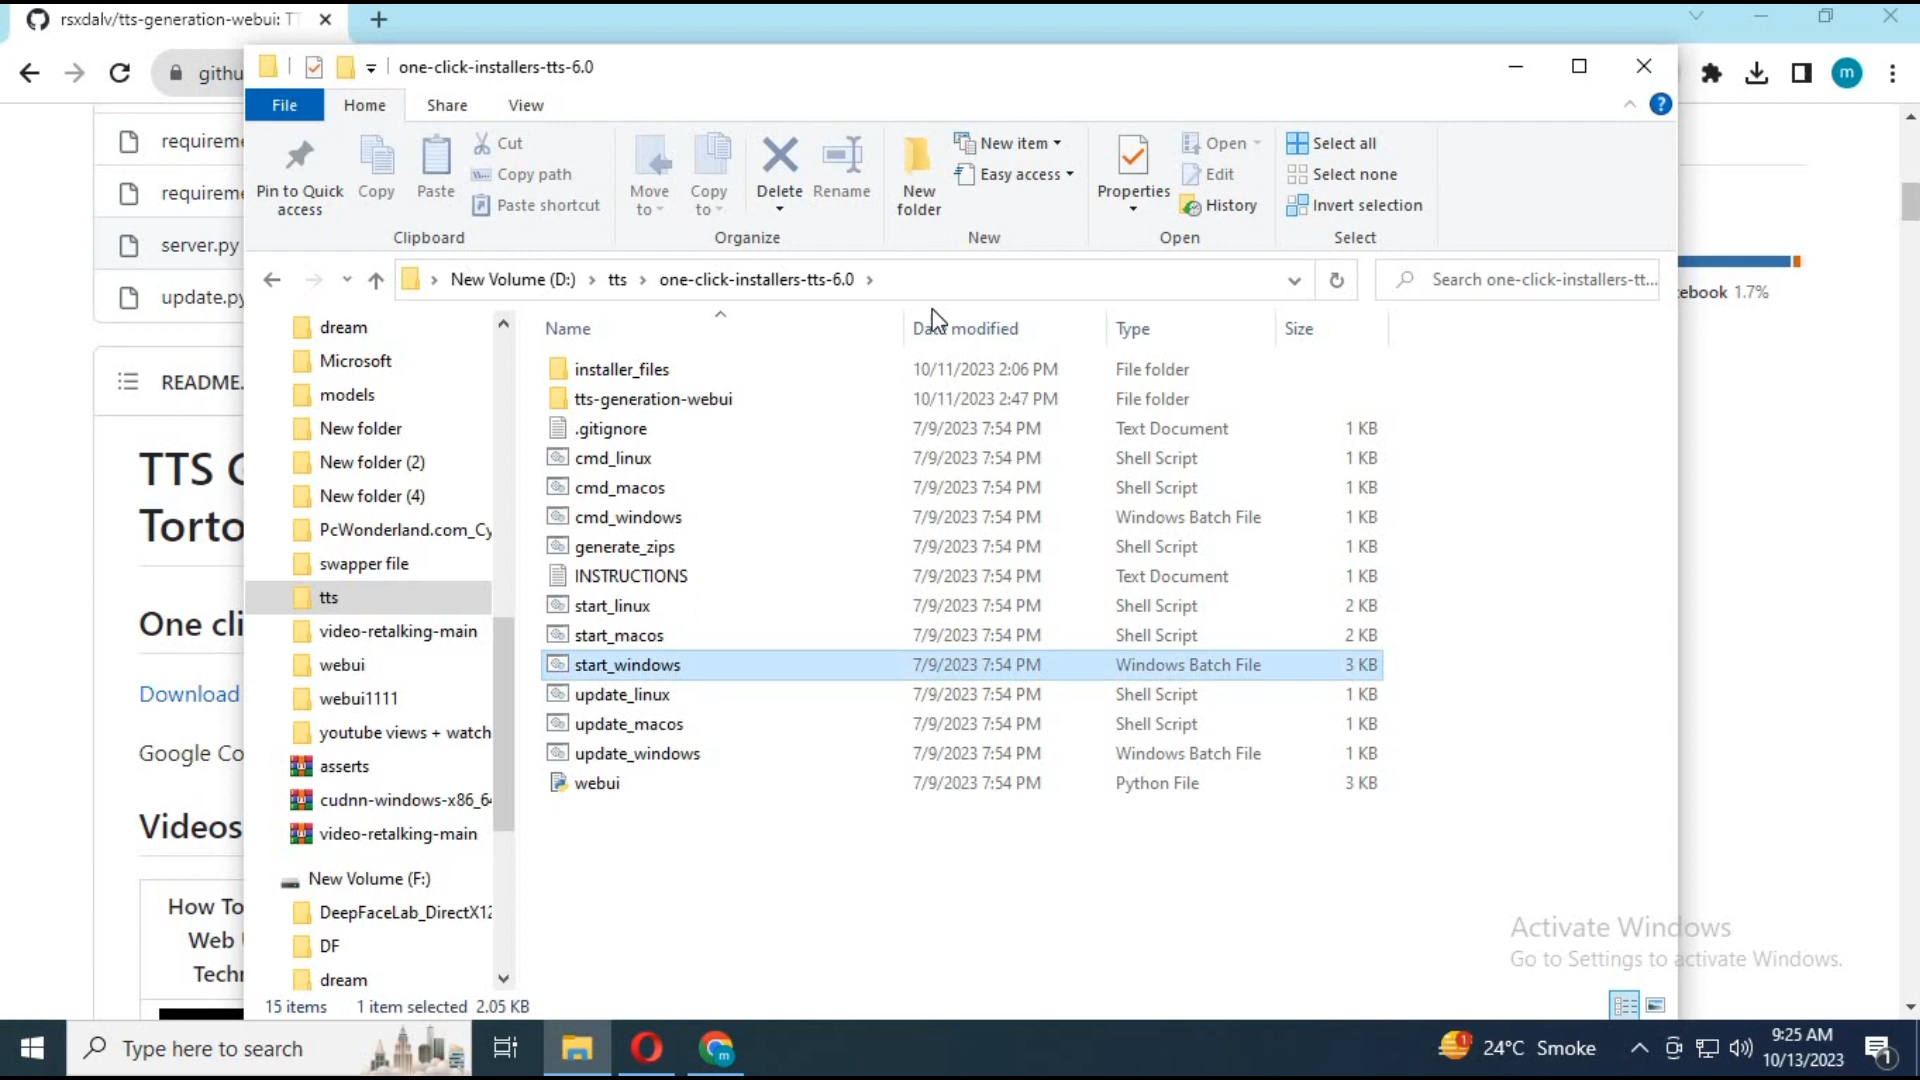 rsxdalv/tts-generation-webui: TT
githu
one-click-installers-tts-6.0
File
Home
Share
View
Pin to Quick access
Copy
Paste
Cut
Copy path
Paste shortcut
Clipboard
Move to
Copy to
Delete
Rename
Organize
New folder
New item
Easy access
New
Properties
Open
Edit
History
Open
Select all
Select none
Invert selection
Select
New Volume (D:) > tts > one-click-installers-tts-6.0 >
Search one-click-installers-tt...
m
requireme
requireme
server.py
update.py
ebook 1.7%
README.
TTS G
Torto
One cli
Download
Google Co
Videos
How To
Web
Techn
dream
Microsoft
models
New folder
New folder (2)
New folder (4)
PcWonderland.com_Cy
swapper file
tts
video-retalking-main
webui
webui1111
youtube views + watch
asserts
cudnn-windows-x86_64
video-retalking-main
New Volume (F:)
DeepFaceLab_DirectX12
DF
dream
Name Date modified Type Size
installer_files 10/11/2023 2:06 PM File folder
tts-generation-webui 10/11/2023 2:47 PM File folder
.gitignore 7/9/2023 7:54 PM Text Document 1 KB
cmd_linux 7/9/2023 7:54 PM Shell Script 1 KB
cmd_macos 7/9/2023 7:54 PM Shell Script 1 KB
cmd_windows 7/9/2023 7:54 PM Windows Batch File 1 KB
generate_zips 7/9/2023 7:54 PM Shell Script 1 KB
INSTRUCTIONS 7/9/2023 7:54 PM Text Document 1 KB
start_linux 7/9/2023 7:54 PM Shell Script 2 KB
start_macos 7/9/2023 7:54 PM Shell Script 2 KB
start_windows 7/9/2023 7:54 PM Windows Batch File 3 KB
update_linux 7/9/2023 7:54 PM Shell Script 1 KB
update_macos 7/9/2023 7:54 PM Shell Script 1 KB
update_windows 7/9/2023 7:54 PM Windows Batch File 1 KB
webui 7/9/2023 7:54 PM Python File 3 KB
Activate Windows
Go to Settings to activate Windows.
15 items 1 item selected 2.05 KB
Type here to search
m
24°C Smoke
9:25 AM
10/13/2023
1